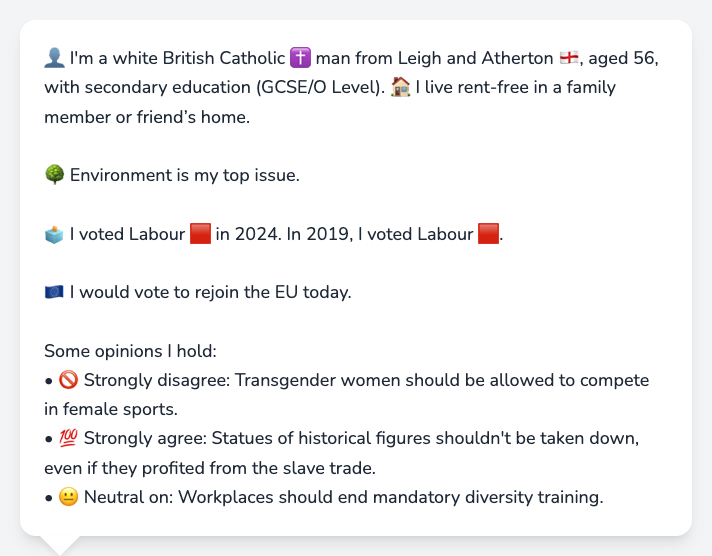 👤 I'm a white British Catholic ✝️ man from Leigh and Atherton 🏴󠁧󠁢󠁥󠁮󠁧󠁿, aged 56,
with secondary education (GCSE/O Level). 🏠 I live rent-free in a family
member or friend’s home.
🌳 Environment is my top issue.
🗳️ I voted Labour 🟥 in 2024. In 2019, I voted Labour 🟥.
🇪🇺 I would vote to rejoin the EU today.
Some opinions I hold:
• 🚫 Strongly disagree: Transgender women should be allowed to compete
in female sports.
• 💯 Strongly agree: Statues of historical figures shouldn't be taken down,
even if they profited from the slave trade.
• 😐 Neutral on: Workplaces should end mandatory diversity training.